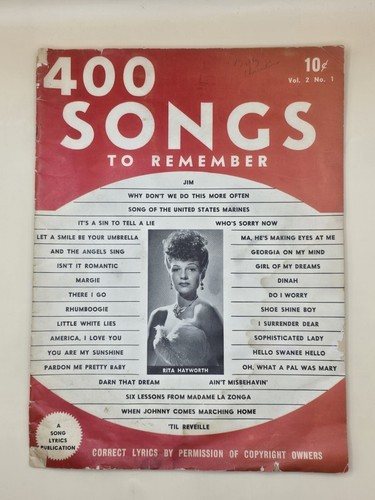 400
10¢
Vol. 2 No. 1
SONGS
TO REMEMBER
JIM
WHY DON'T WE DO THIS MORE OFTEN
SONG OF THE UNITED STATES MARINES
IT'S A SIN TO TELL A LIE
WHO'S SORRY NOW
LET A SMILE BE YOUR UMBRELLA
MA, HE'S MAKING EYES AT ME
AND THE ANGELS SING
GEORGIA ON MY MIND
ISN'T IT ROMANTIC
GIRL OF MY DREAMS
MARGIE
DINAH
THERE I GO
DO I WORRY
RHUMBOOGIE
SHOE SHINE BOY
LITTLE WHITE LIES
I SURRENDER DEAR
AMERICA, I LOVE YOU
SOPHISTICATED LADY
YOU ARE MY SUNSHINE
HELLO SWANEE HELLO
PARDON ME PRETTY BABY
RITA HAYWORTH
OH, WHAT A PAL WAS MARY
DARN THAT DREAM
AIN'T MISBEHAVIN'
SIX LESSONS FROM MADAME LA ZONGA
WHEN JOHNNY COMES MARCHING HOME
'TIL REVEILLE
A
SONG
LYRICS
PUBLICATION
CORRECT LYRICS BY PERMISSION OF COPYRIGHT OWNERS